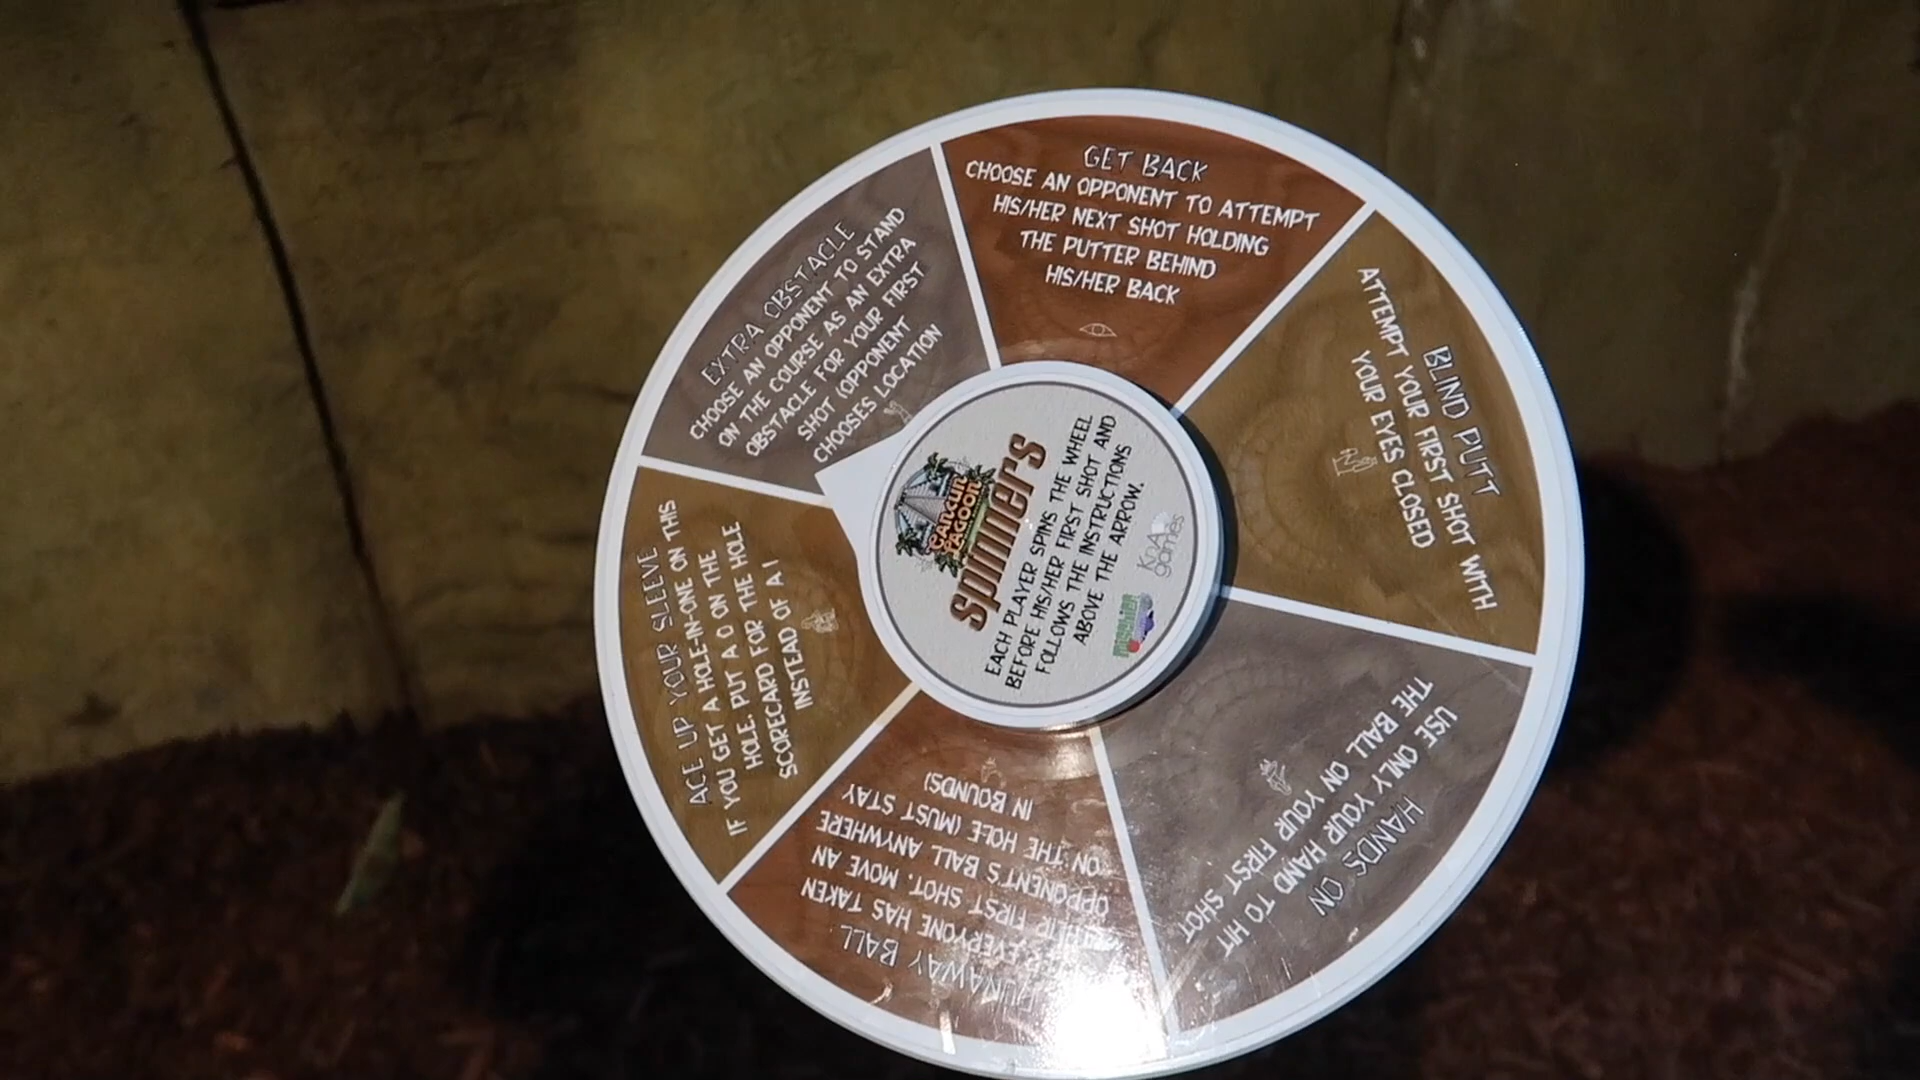 GET BACK
CHOOSE AN OPPONENT TO ATTEMPT
HIS/HER NEXT SHOT HOLDING
THE PUTTER BEHIND
HIS/HER BACK
BLIND PUTT
ATTEMPT YOUR FIRST SHOT WITH
YOUR EYES CLOSED
HANDS ON
USE ONLY YOUR HAND TO HIT
THE BALL ON YOUR FIRST SHOT
RUNAWAY BALL
EVERYONE HAS TAKEN
FIRST SHOT, MOVE AN
OPPONENT'S BALL ANYWHERE
ON THE HOLE (MUST STAY
IN BOUNDS)
ACE UP YOUR SLEEVE
IF YOU GET A HOLE-IN-ONE ON THIS
HOLE, PUT A 0 ON THE
SCORECARD FOR THE HOLE
INSTEAD OF A 1
EXTRA OBSTACLE
CHOOSE AN OPPONENT TO STAND
ON THE COURSE AS AN EXTRA
OBSTACLE FOR YOUR FIRST
SHOT (OPPONENT
CHOOSES LOCATION
CANCUN
LAGOON
spinners
EACH PLAYER SPINS THE WHEEL
BEFORE HIS/HER FIRST SHOT AND
FOLLOWS THE INSTRUCTIONS
ABOVE THE ARROW.
games